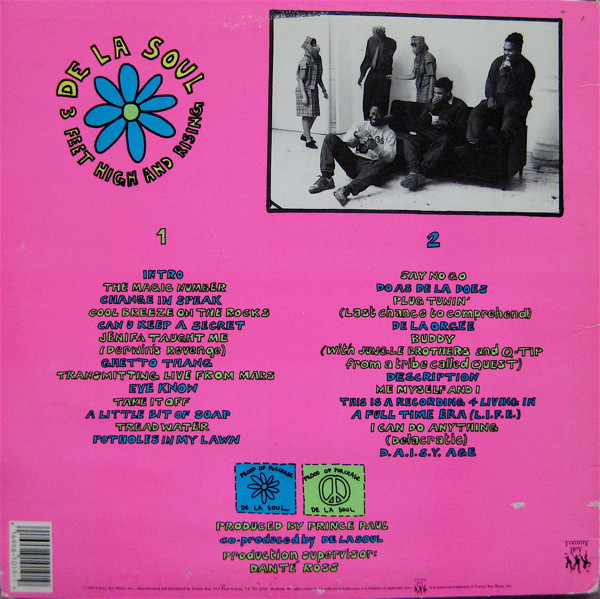 DE LA SOUL
3 FEET HIGH AND RISING
1
INTRO
THE MAGIC NUMBER
CHANGE IN SPEAK
COOL BREEZE ON THE ROCKS
CAN U KEEP A SECRET
JENIFA TAUGHT ME
(Derwin's Revenge)
GHETTO THANG
TRANSMITTING LIVE FROM MARS
EYE KNOW
TAKE IT OFF
A LITTLE BIT OF SOAP
TREAD WATER
POTHOLES IN MY LAWN
2
SAY NO GO
DO AS DE LA DOES
PLUG TUNIN'
(Last chance to comprehend)
DE LA ORGEE
BUDDY
(With JUNGLE BROTHERS and Q-TIP
from a tribe called QUEST)
DESCRIPTION
ME MYSELF AND I
THIS IS A RECORDING 4 LIVING IN
A FULL TIME ERA (L.I.F.E.)
I CAN DO ANYTHING
(Delacratic)
D.A.I.S.Y. AGE
PROOF OF PURCHASE
DE LA SOUL
PROOF OF PURCHASE
DE LA SOUL
PRODUCED BY PRINCE PAUL
CO-produced by DE LA SOUL
Production supervisor:
DANTE ROSS